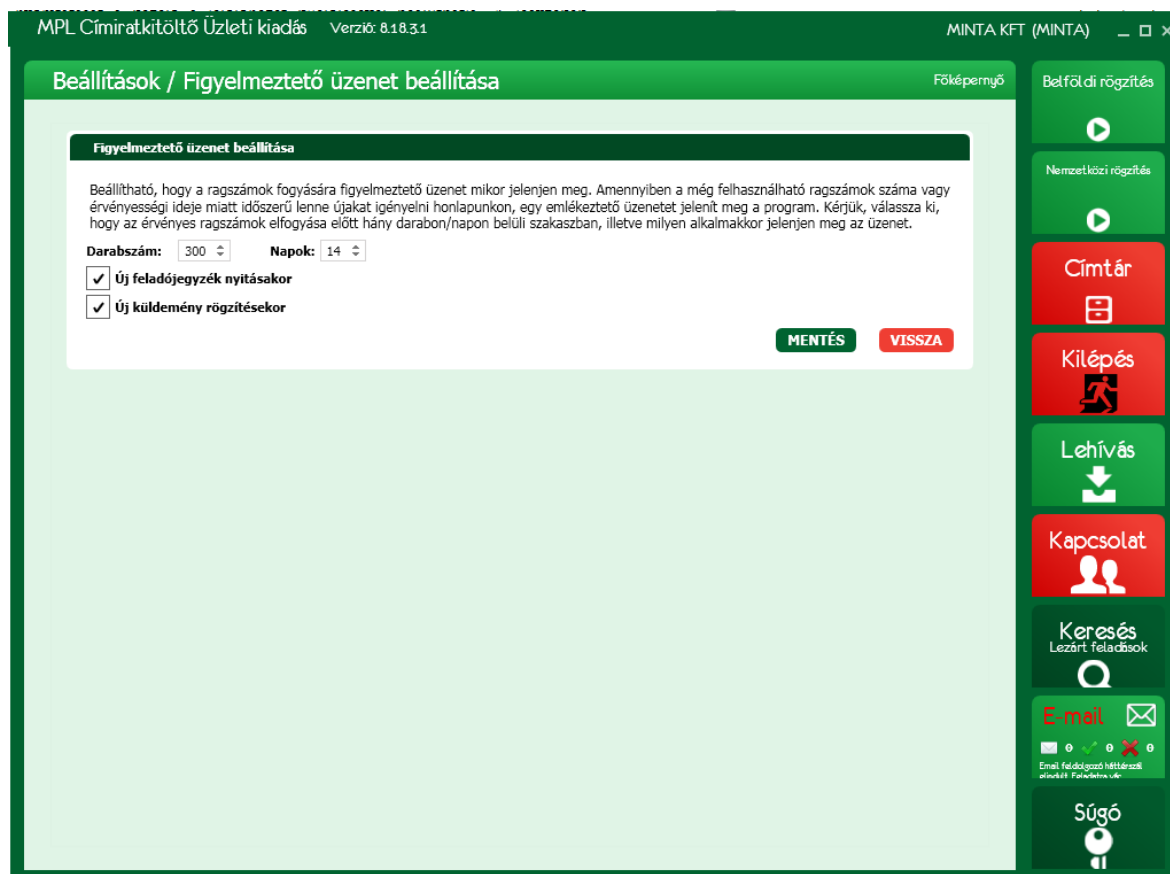 MPL Címiratkitöltő Üzleti kiadás Verzió: 8.18.3.1 MINTA KFT (MINTA)
Beállítások / Figyelmeztető üzenet beállítása Főképernyő
Figyelmeztető üzenet beállítása
Beállítható, hogy a ragszámok fogyására figyelmeztető üzenet mikor jelenjen meg. Amennyiben a még felhasználható ragszámok száma vagy
érvényességi ideje miatt időszerű lenne újakat igényelni honlapunkon, egy emlékeztető üzenetet jelenít meg a program. Kérjük, válassza ki,
hogy az érvényes ragszámok elfogyása előtt hány darabon/napon belüli szakaszban, illetve milyen alkalmakkor jelenjen meg az üzenet.
Darabszám: 300 Napok: 14
Új feladójegyzék nyitásakor
Új küldemény rögzítésekor
MENTÉS VISSZA
Belföldi rögzítés
Nemzetközi rögzítés
Címtár
Kilépés
Lehívás
Kapcsolat
Keresés
Lezárt feladások
E-mail
0 0 0
Email feldolgozó háttérszál
elindult. Feladatra vár.
Súgó